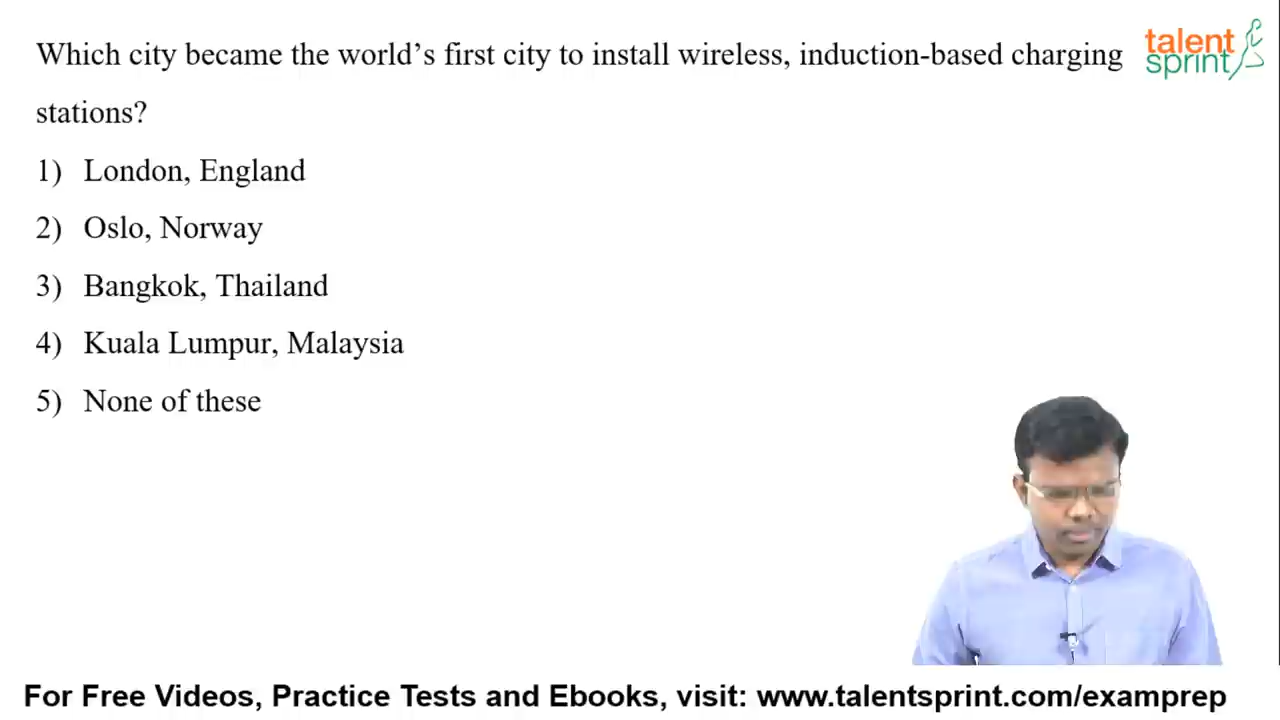 Which city became the world’s first city to install wireless, induction-based charging
stations?
1) London, England
2) Oslo, Norway
3) Bangkok, Thailand
4) Kuala Lumpur, Malaysia
5) None of these
talent
sprint
For Free Videos, Practice Tests and Ebooks, visit: www.talentsprint.com/examprep